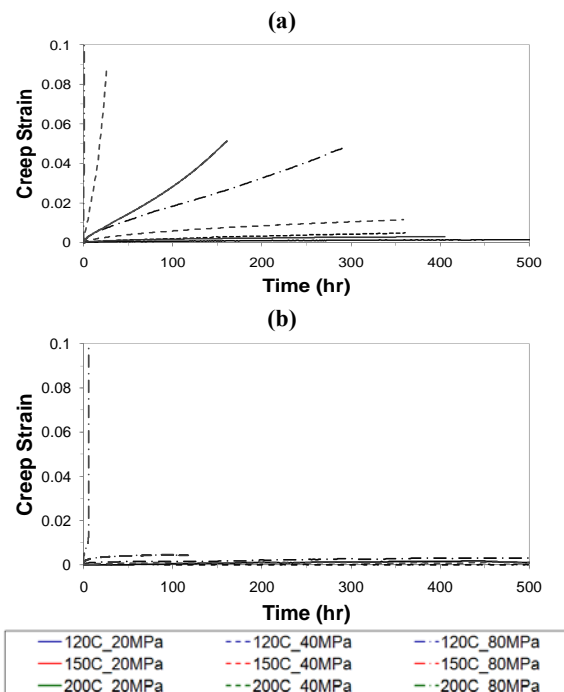 (a)
0.1
0.08
0.06
0.04
0.02
0
Creep Strain
0 100 200 300 400 500
Time (hr)
(b)
0.1
0.08
0.06
0.04
0.02
0
Creep Strain
0 100 200 300 400 500
Time (hr)
120C_20MPa 120C_40MPa 120C_80MPa
150C_20MPa 150C_40MPa 150C_80MPa
200C_20MPa 200C_40MPa 200C_80MPa